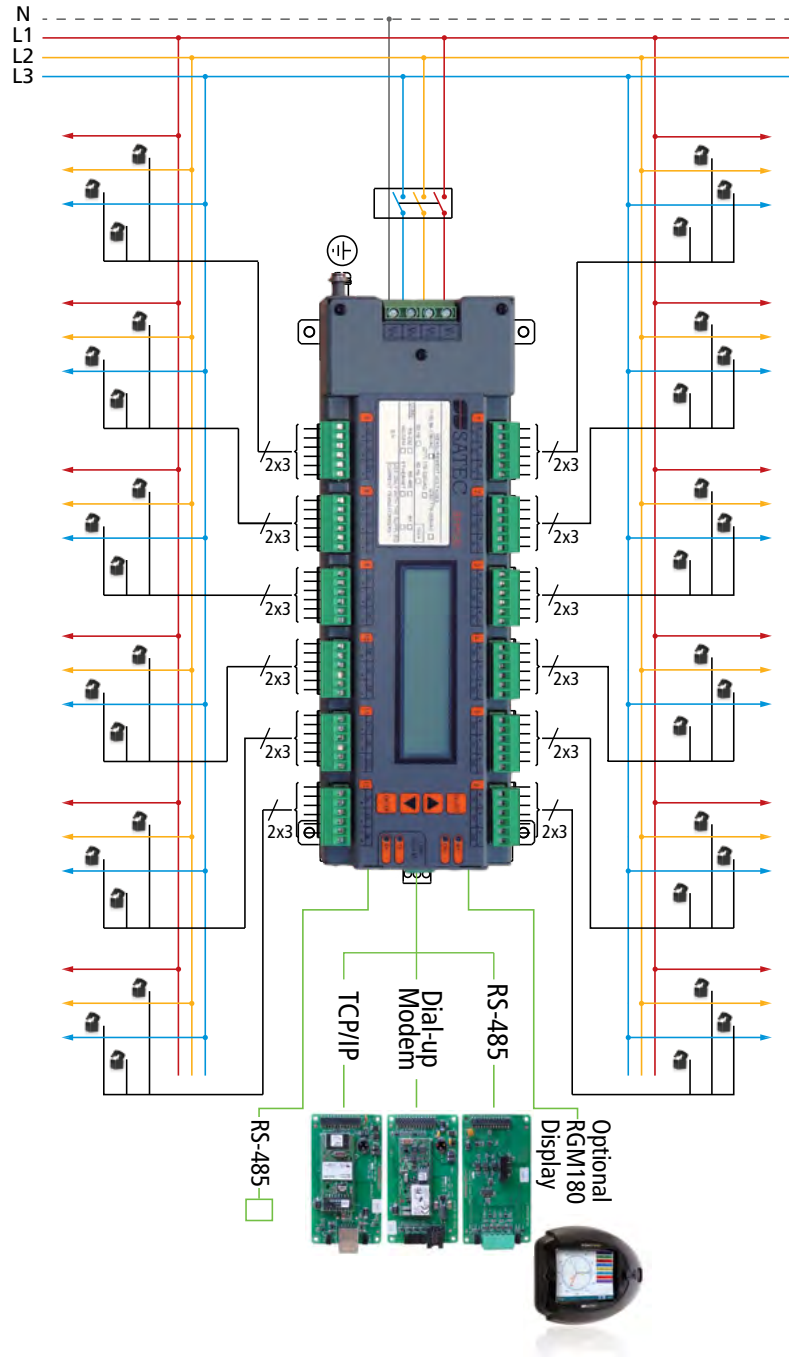 N
L1
L2
L3
SATEC
2x3
2x3
2x3
2x3
2x3
2x3
2x3
2x3
2x3
2x3
2x3
2x3
TCP/IP
Dial-up
Modem
RS-485
RS-485
Optional
RGM180
Display